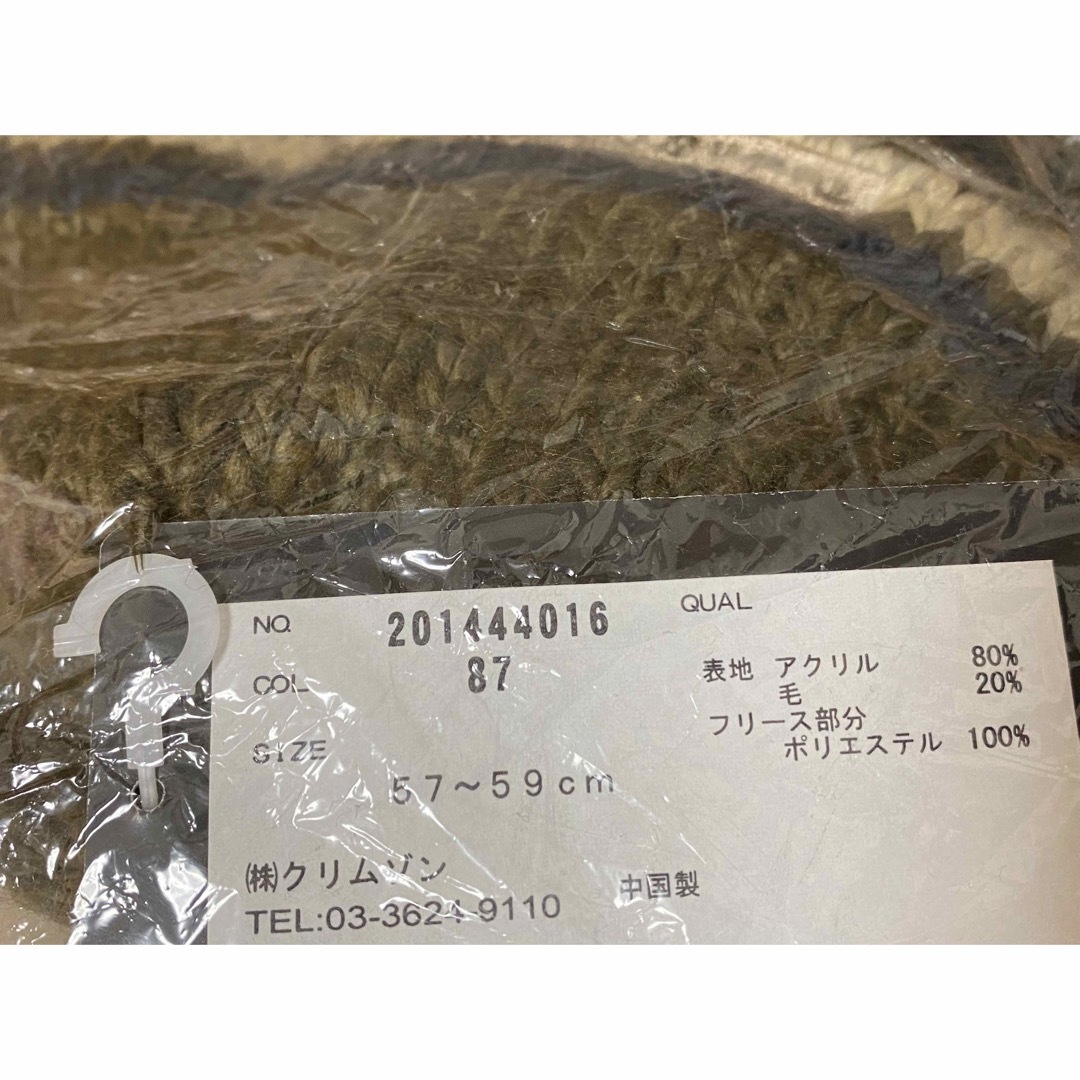 NO. 201444016
COL 87
SIZE
57～59cm
㈱クリムゾン
TEL:03-3624-9110
中国製
QUAL
表地 アクリル 80%
毛 20%
フリース部分
ポリエステル 100%